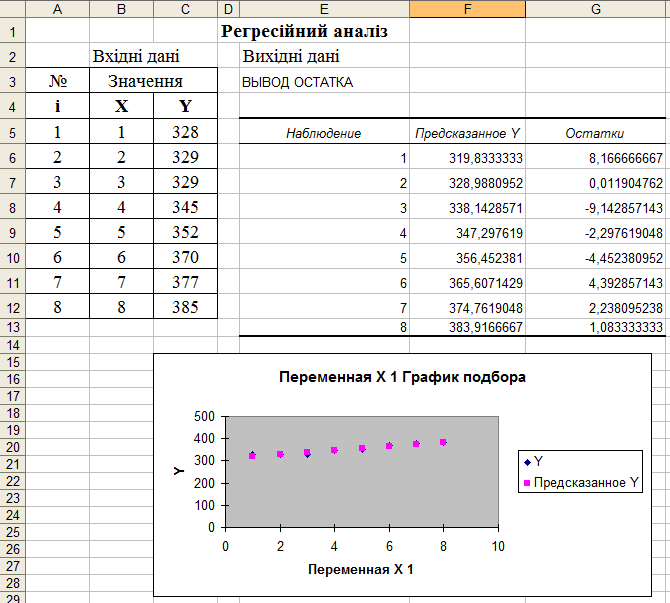 A B C D E F G
1 Регресійний аналіз
2 Вхідні дані Вихідні дані
3 № Значення ВЫВОД ОСТАТКА
4 i X Y
5 1 1 328 Наблюдение Предсказанное Y Остатки
6 2 2 329 1 319,8333333 8,166666667
7 3 3 329 2 328,9880952 0,011904762
8 4 4 345 3 338,1428571 -9,142857143
9 5 5 352 4 347,297619 -2,297619048
10 6 6 370 5 356,452381 -4,452380952
11 7 7 377 6 365,6071429 4,392857143
12 8 8 385 7 374,7619048 2,238095238
13 8 383,9166667 1,083333333
14
15
16 Переменная X 1 График подбора
17
18 500
19 400
20 300
21 200
22 100
23 0
24 0 2 4 6 8 10
25 Y
26 Переменная X 1
27 Y
28 Предсказанное Y
29